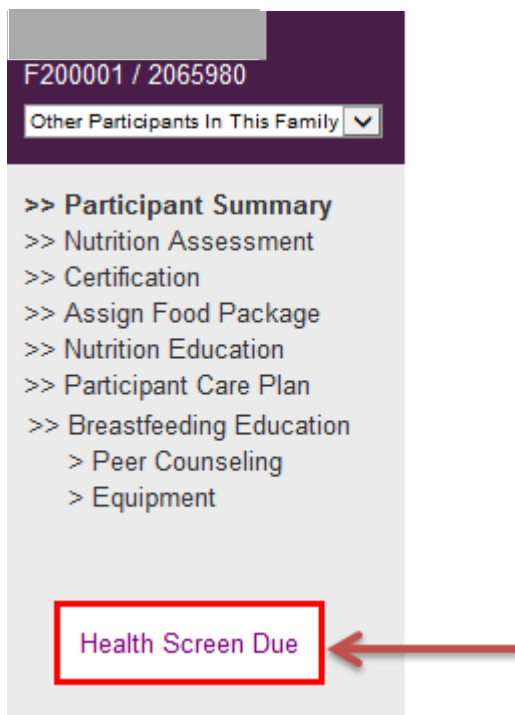 F200001 / 2065980
Other Participants In This Family
>> Participant Summary
>> Nutrition Assessment
>> Certification
>> Assign Food Package
>> Nutrition Education
>> Participant Care Plan
>> Breastfeeding Education
> Peer Counseling
> Equipment
Health Screen Due